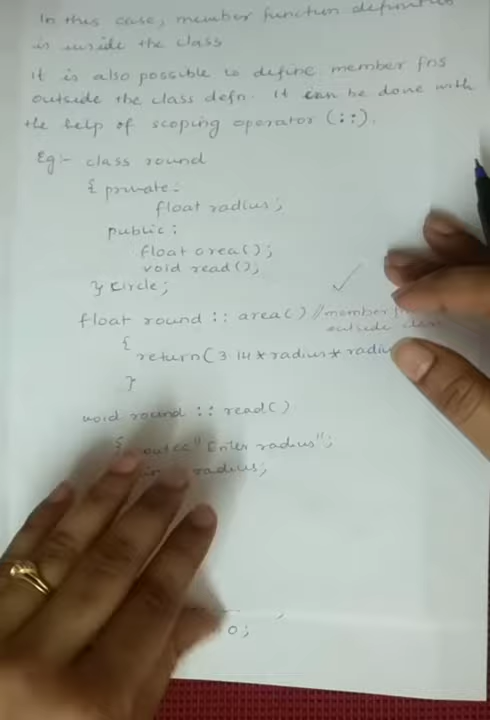 In this case, member function
is inside the class
It is also possible to define member fns
outside the class defn. It can be done with
the help of scoping operator (::).
Eg:- class round
{ private:
float radius;
public:
float area();
void read();
} circle;
float round :: area() //member
outside class
{
return(3.14*radius*radiu
}
void round :: read()
{ cout<<"Enter radius";
radius;
0;